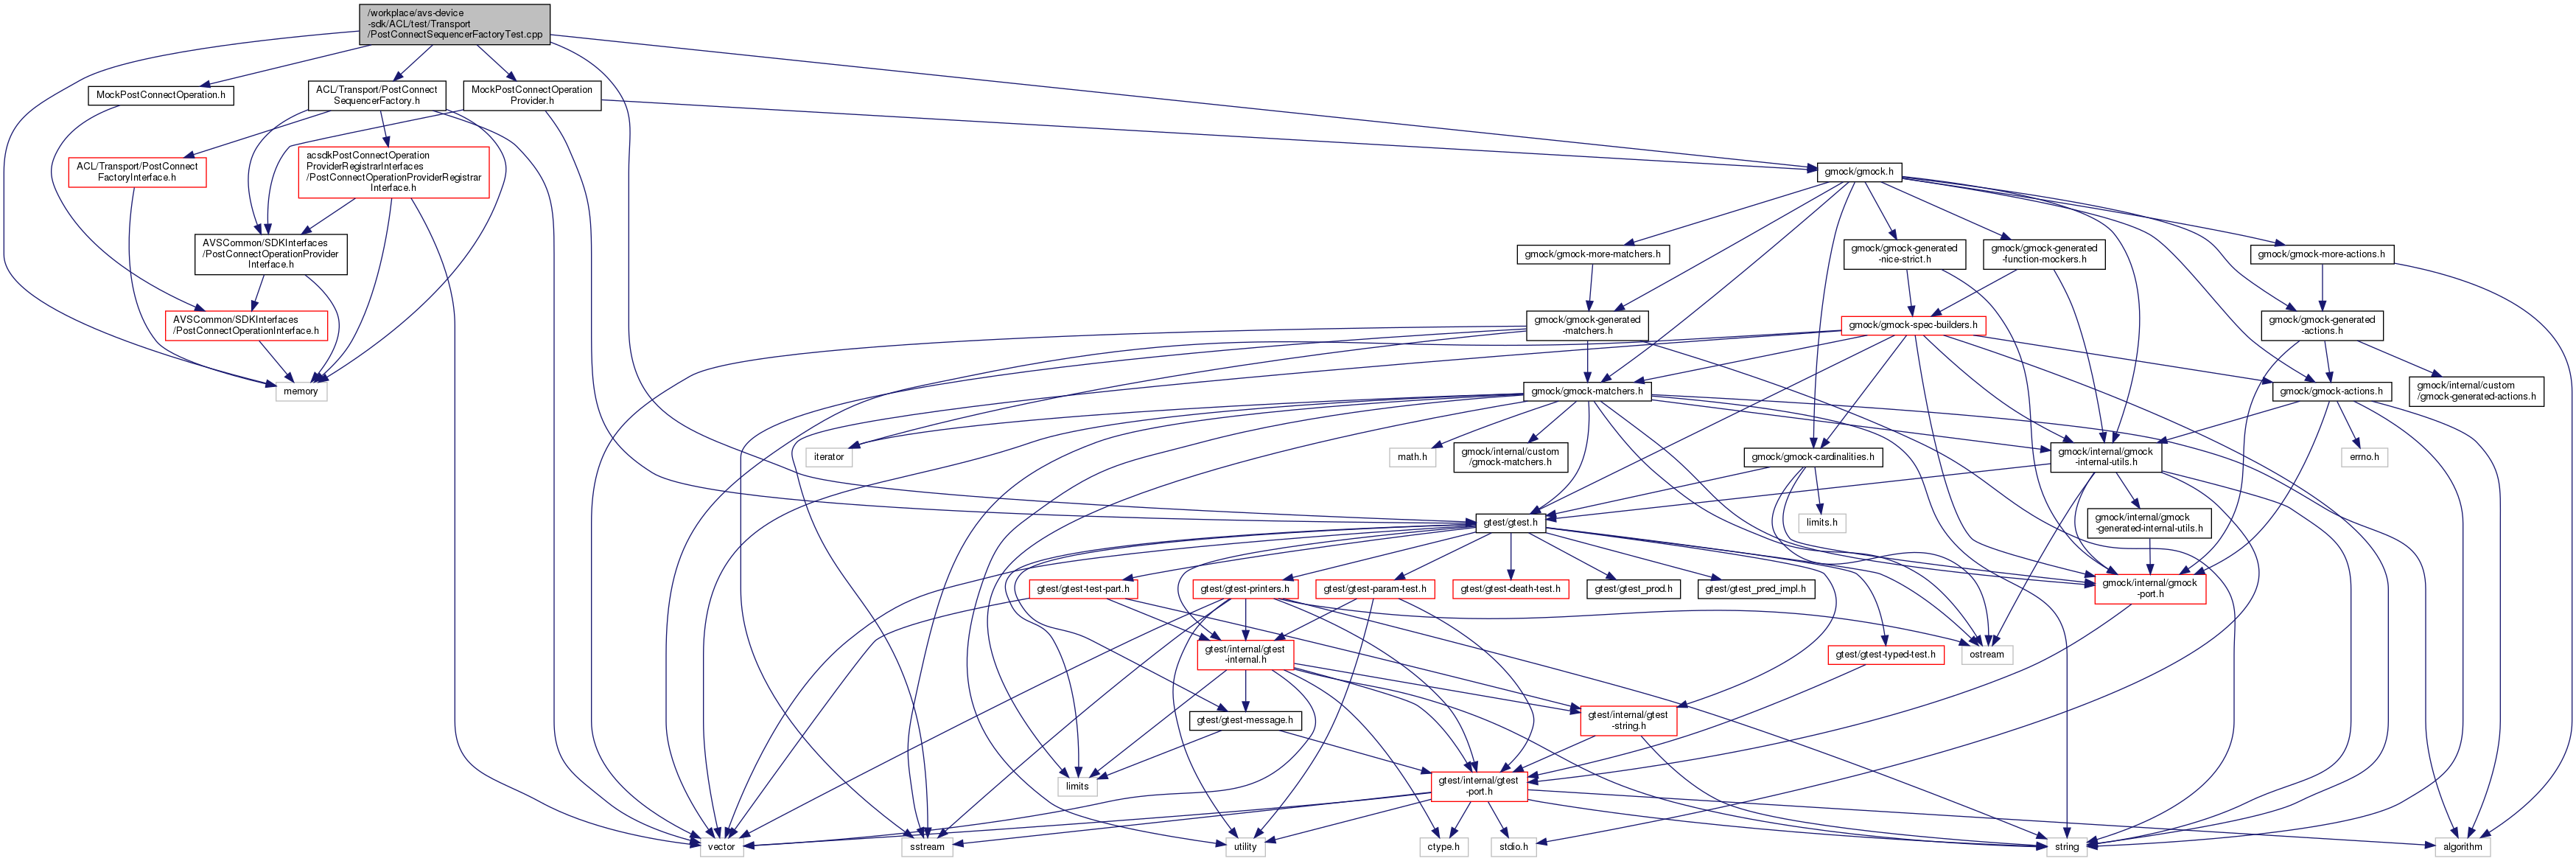 /workplace/avs-device
-sdk/ACL/test/Transport
/PostConnectSequencerFactoryTest.cpp
MockPostConnectOperation.h
ACL/Transport/PostConnect
SequencerFactory.h
MockPostConnectOperation
Provider.h
ACL/Transport/PostConnect
FactoryInterface.h
acsdkPostConnectOperation
ProviderRegistrarInterfaces
/PostConnectOperationProviderRegistrar
Interface.h
gmock/gmock.h
AVSCommon/SDKInterfaces
/PostConnectOperationProvider
Interface.h
gmock/gmock-more-matchers.h
gmock/gmock-generated
-nice-strict.h
gmock/gmock-generated
-function-mockers.h
gmock/gmock-more-actions.h
AVSCommon/SDKInterfaces
/PostConnectOperationInterface.h
gmock/gmock-generated
-matchers.h
gmock/gmock-spec-builders.h
gmock/gmock-generated
-actions.h
memory
gmock/gmock-matchers.h
gmock/gmock-actions.h
gmock/internal/custom
/gmock-generated-actions.h
iterator
math.h
gmock/internal/custom
/gmock-matchers.h
gmock/gmock-cardinalities.h
gmock/internal/gmock
-internal-utils.h
errno.h
gtest/gtest.h
limits.h
gmock/internal/gmock
-generated-internal-utils.h
gtest/gtest-test-part.h
gtest/gtest-printers.h
gtest/gtest-param-test.h
gtest/gtest-death-test.h
gtest/gtest_prod.h
gtest/gtest_pred_impl.h
gmock/internal/gmock
-port.h
gtest/internal/gtest
-internal.h
gtest/gtest-typed-test.h
ostream
gtest/gtest-message.h
gtest/internal/gtest
-string.h
limits
gtest/internal/gtest
-port.h
vector
sstream
utility
ctype.h
stdio.h
string
algorithm